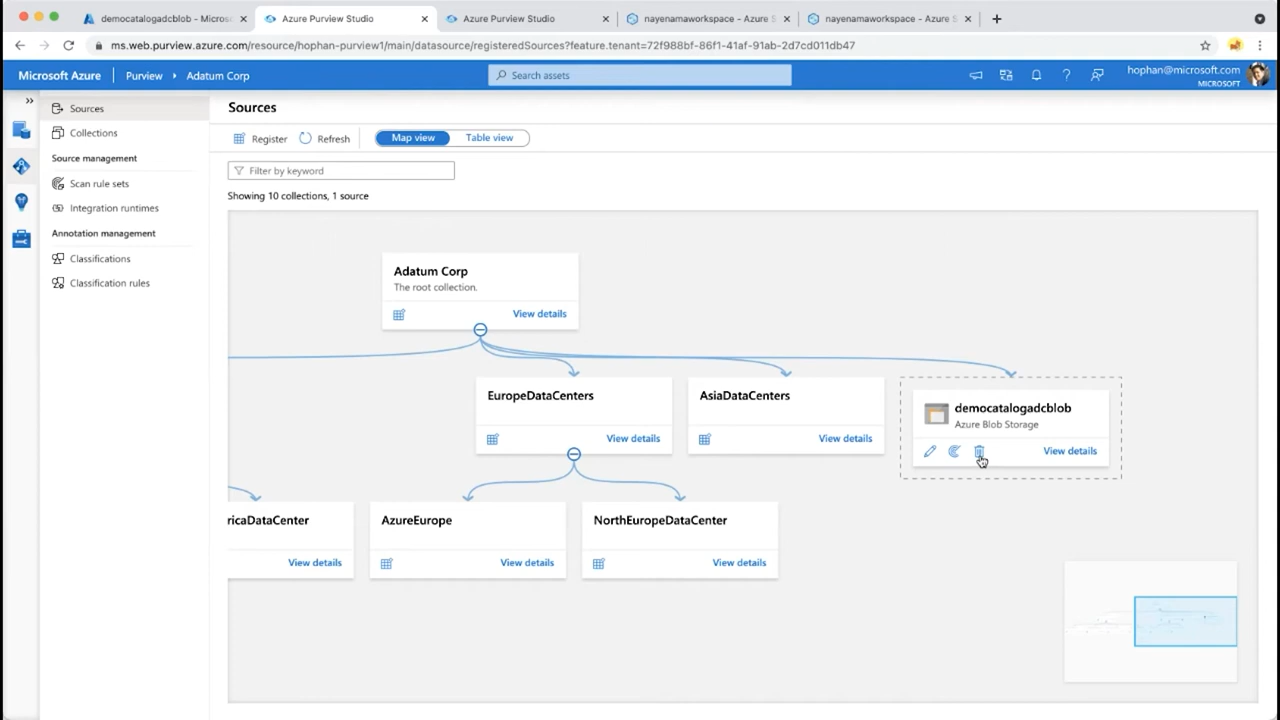 democatalogadcblob - Micros
Azure Purview Studio
Azure Purview Studio
nayenamaworkspace - Azure S
nayenamaworkspace - Azure S
ms.web.purview.azure.com/resource/hophan-purview1/main/datasource/registeredSources?feature.tenant=72f988bf-86f1-41af-91ab-2d7cd011db47
Microsoft Azure
Purview
Adatum Corp
Search assets
hophan@microsoft.com
MICROSOFT
Sources
Collections
Source management
Scan rule sets
Integration runtimes
Annotation management
Classifications
Classification rules
Sources
Register
Refresh
Map view
Table view
Filter by keyword
Showing 10 collections, 1 source
Adatum Corp
The root collection.
View details
EuropeDataCenters
View details
AsiaDataCenters
View details
democatalogadcblob
Azure Blob Storage
View details
ricaDataCenter
View details
AzureEurope
View details
NorthEuropeDataCenter
View details